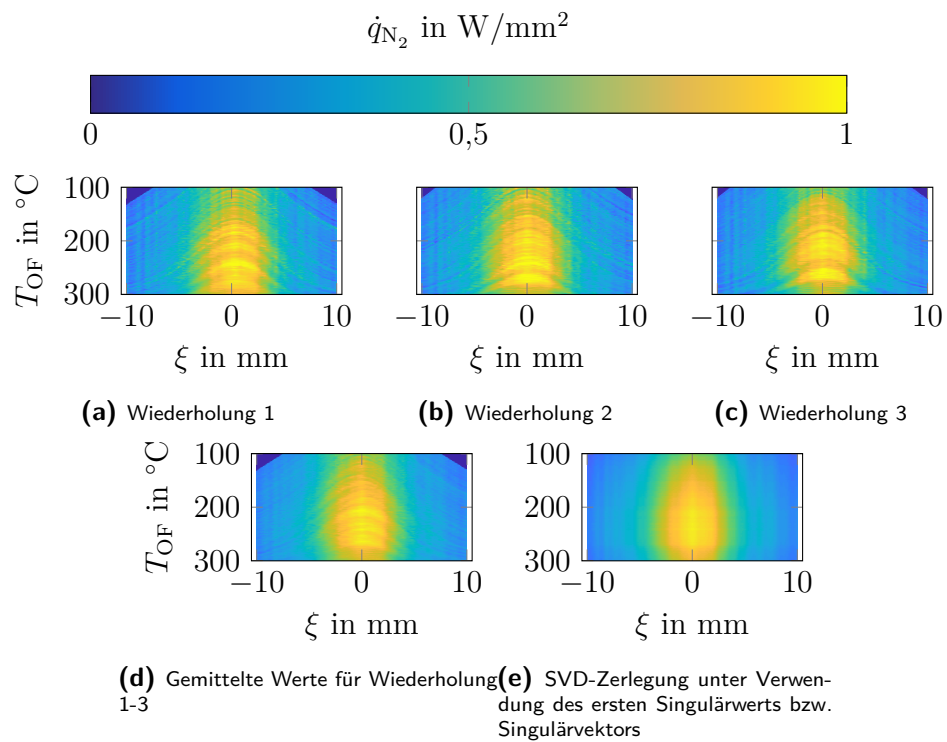 q̇_N₂ in W/mm²
0 0,5 1
T_OF in °C
100
200
300
−10 0 10
ξ in mm
−10 0 10
ξ in mm
−10 0 10
ξ in mm
(a) Wiederholung 1
(b) Wiederholung 2
(c) Wiederholung 3
T_OF in °C
100
200
300
−10 0 10
ξ in mm
100
200
300
−10 0 10
ξ in mm
(d) Gemittelte Werte für Wiederholung
1-3
(e) SVD-Zerlegung unter Verwen-
dung des ersten Singulärwerts bzw.
Singulärvektors